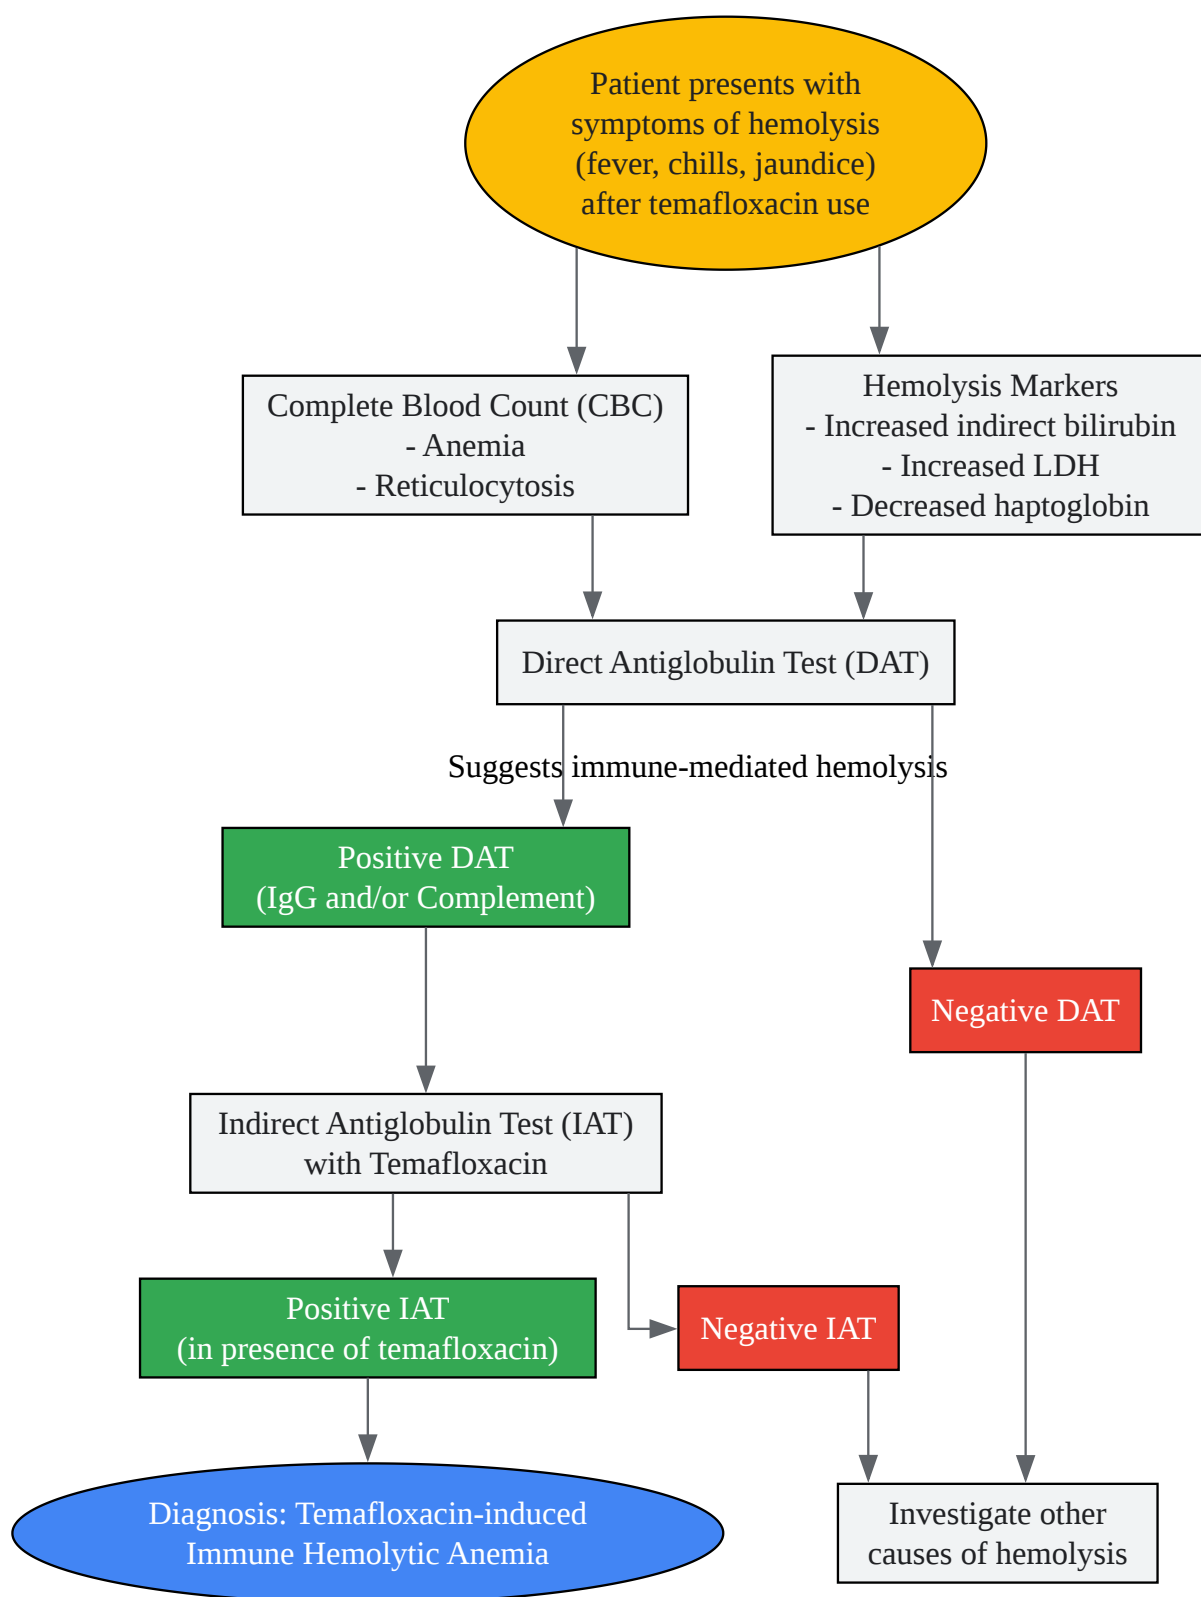 Patient presents with
symptoms of hemolysis
(fever, chills, jaundice)
after temafloxacin use
Complete Blood Count (CBC)
- Anemia
- Reticulocytosis
Hemolysis Markers
- Increased indirect bilirubin
- Increased LDH
- Decreased haptoglobin
Direct Antiglobulin Test (DAT)
Suggests immune-mediated hemolysis
Positive DAT
(IgG and/or Complement)
Negative DAT
Indirect Antiglobulin Test (IAT)
with Temafloxacin
Positive IAT
(in presence of temafloxacin)
Negative IAT
Diagnosis: Temafloxacin-induced
Immune Hemolytic Anemia
Investigate other
causes of hemolysis